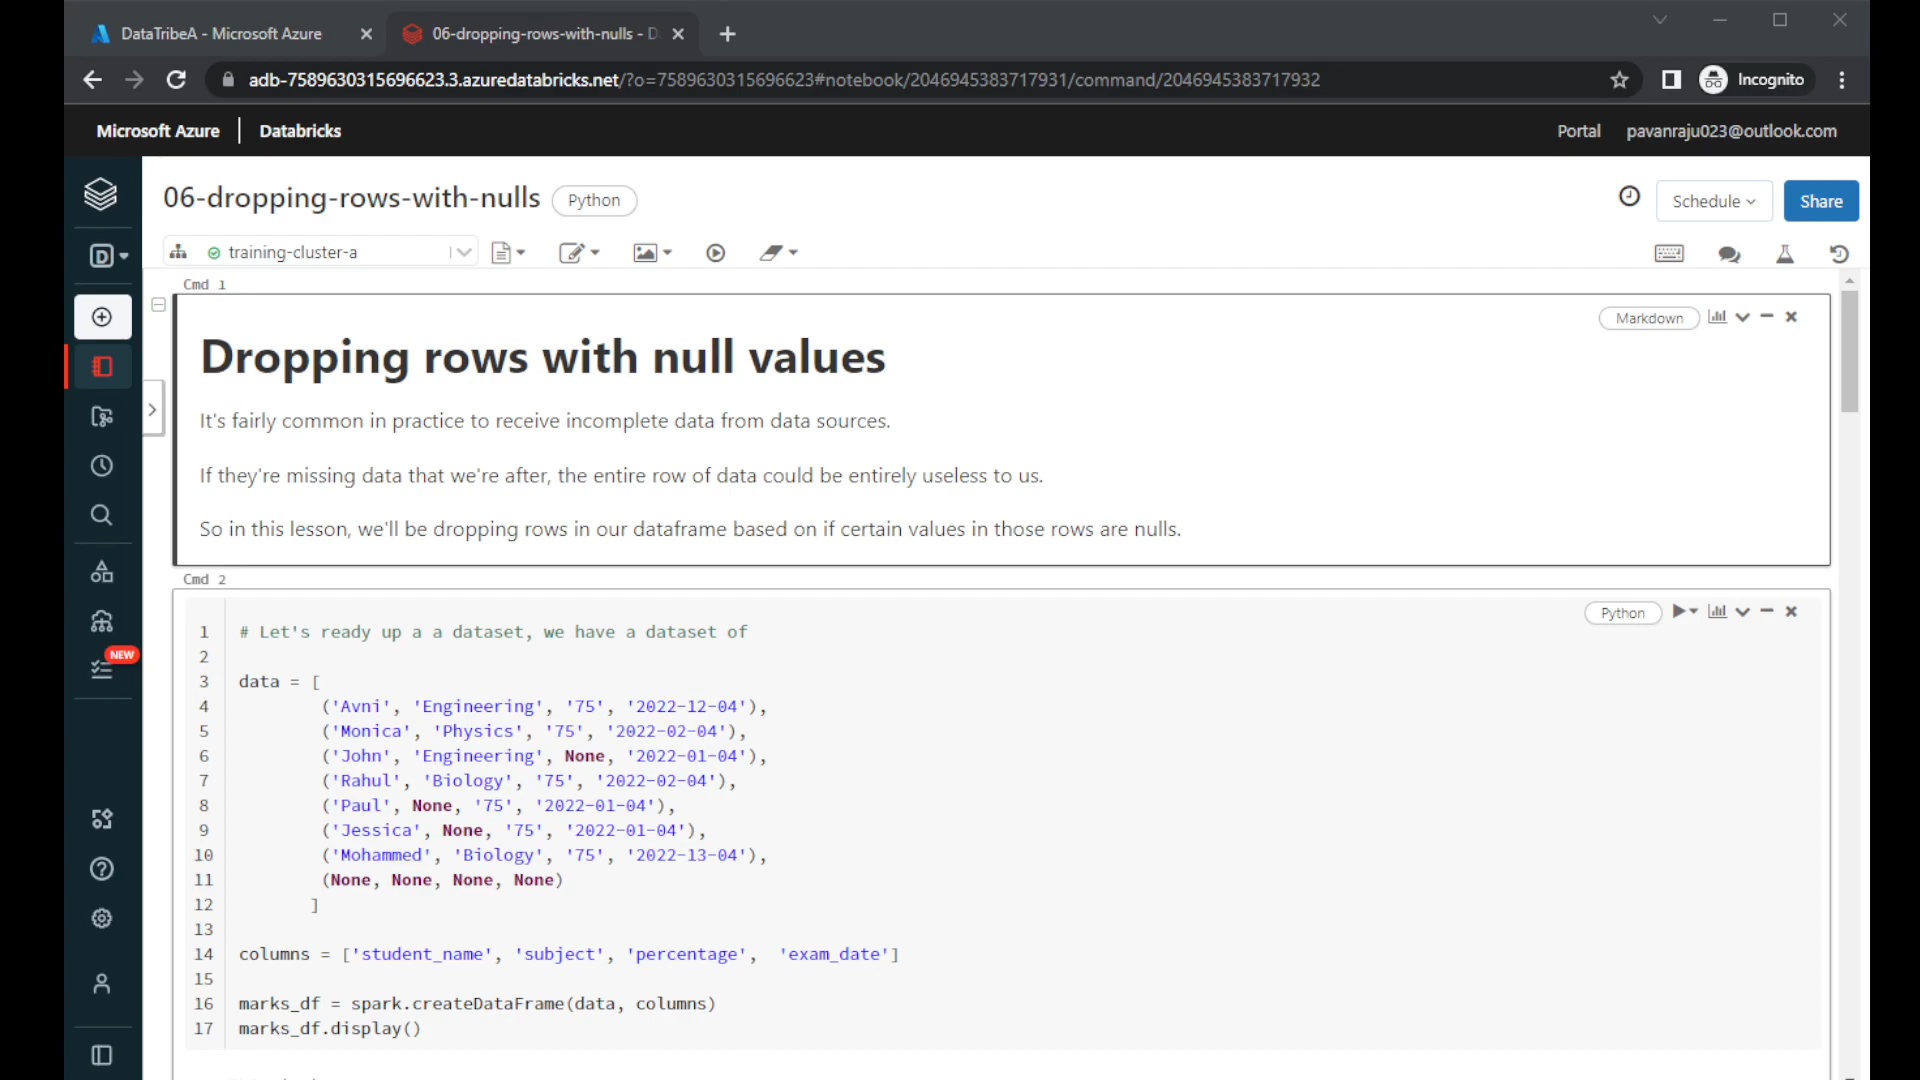 DataTribeA - Microsoft Azure
06-dropping-rows-with-nulls - D
adb-7589630315696623.3.azuredatabricks.net/?o=7589630315696623#notebook/2046945383717931/command/2046945383717932
Incognito
Microsoft Azure | Databricks
Portal
pavanraju023@outlook.com
06-dropping-rows-with-nulls
Python
Schedule
Share
D
training-cluster-a
Cmd 1
Markdown
Dropping rows with null values
It's fairly common in practice to receive incomplete data from data sources.
If they're missing data that we're after, the entire row of data could be entirely useless to us.
So in this lesson, we'll be dropping rows in our dataframe based on if certain values in those rows are nulls.
Cmd 2
Python
NEW
1 # Let's ready up a a dataset, we have a dataset of
2
3 data = [
4 ('Avni', 'Engineering', '75', '2022-12-04'),
5 ('Monica', 'Physics', '75', '2022-02-04'),
6 ('John', 'Engineering', None, '2022-01-04'),
7 ('Rahul', 'Biology', '75', '2022-02-04'),
8 ('Paul', None, '75', '2022-01-04'),
9 ('Jessica', None, '75', '2022-01-04'),
10 ('Mohammed', 'Biology', '75', '2022-13-04'),
11 (None, None, None, None)
12 ]
13
14 columns = ['student_name', 'subject', 'percentage',  'exam_date']
15
16 marks_df = spark.createDataFrame(data, columns)
17 marks_df.display()